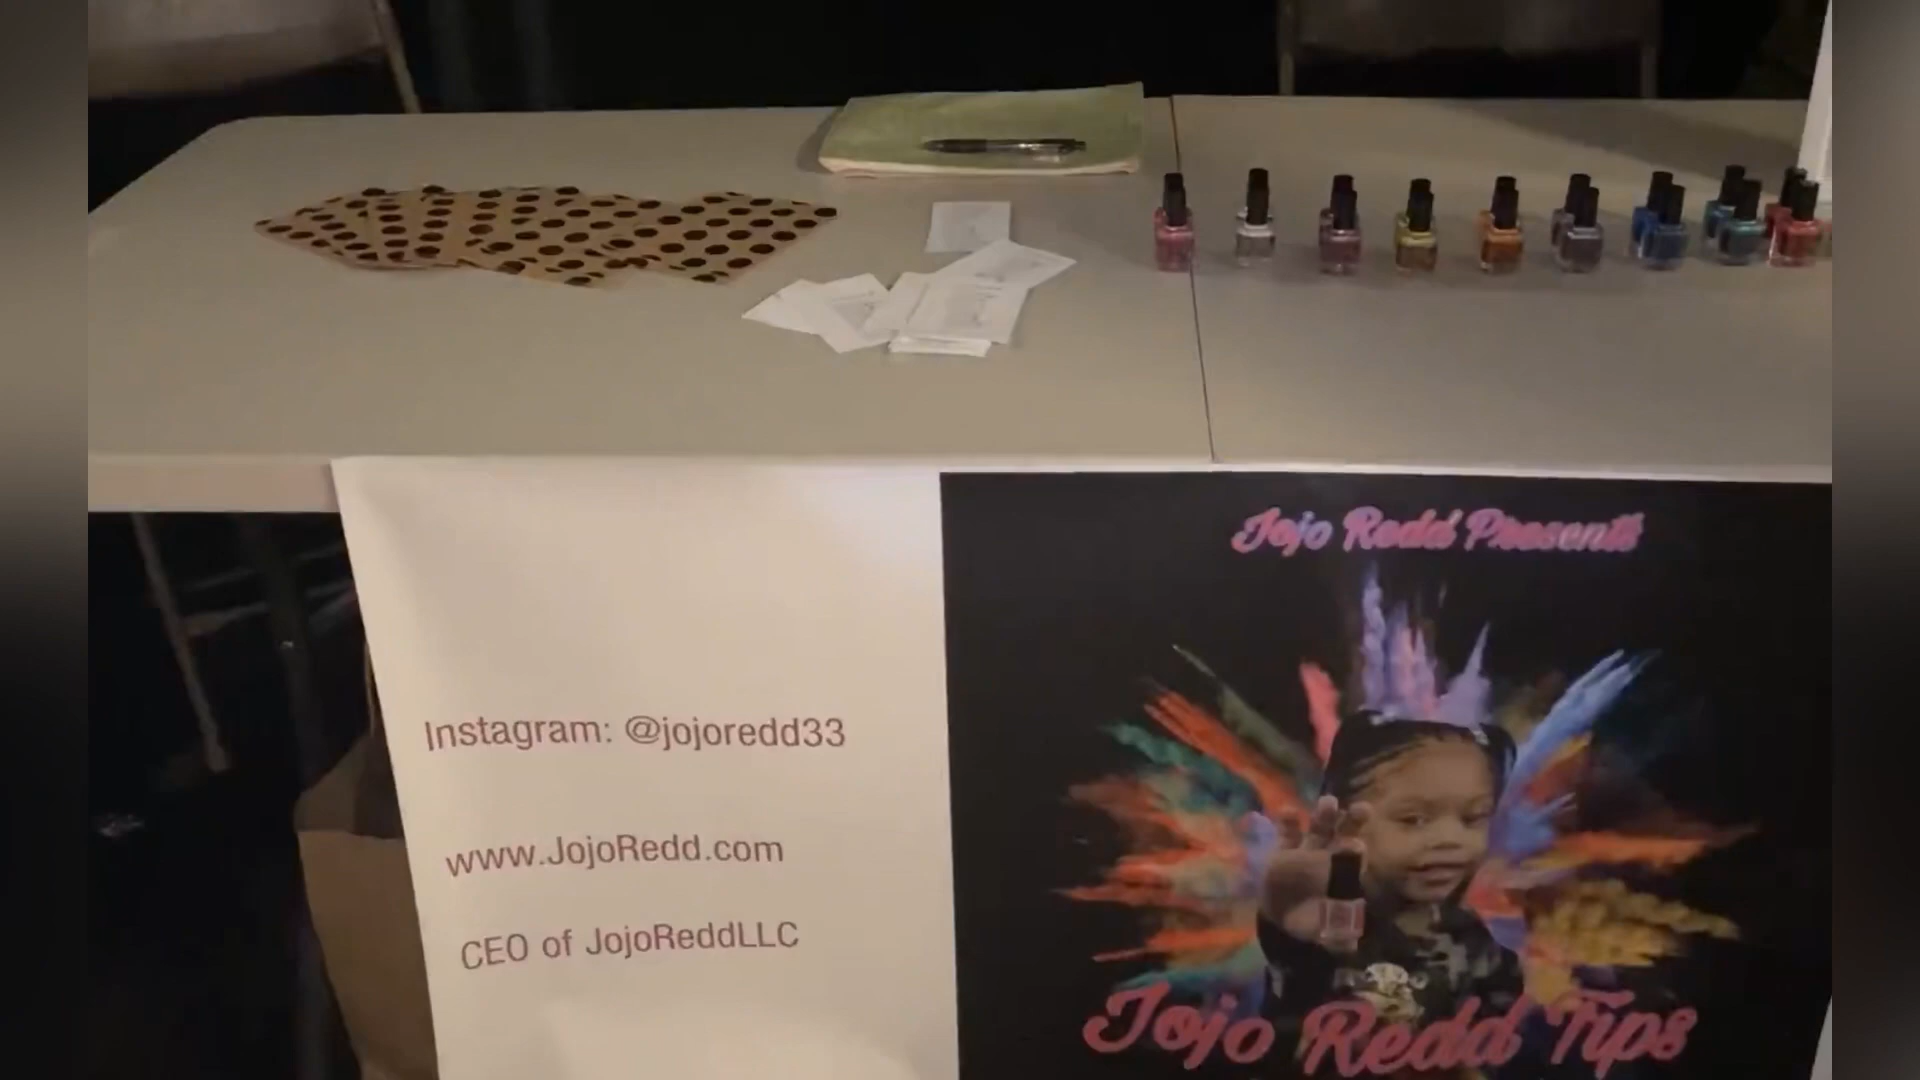 Instagram: @jojoredd33
www.JojoRedd.com
CEO of JojoReddLLC
Jojo Redd Presents
Jojo Redd Tips